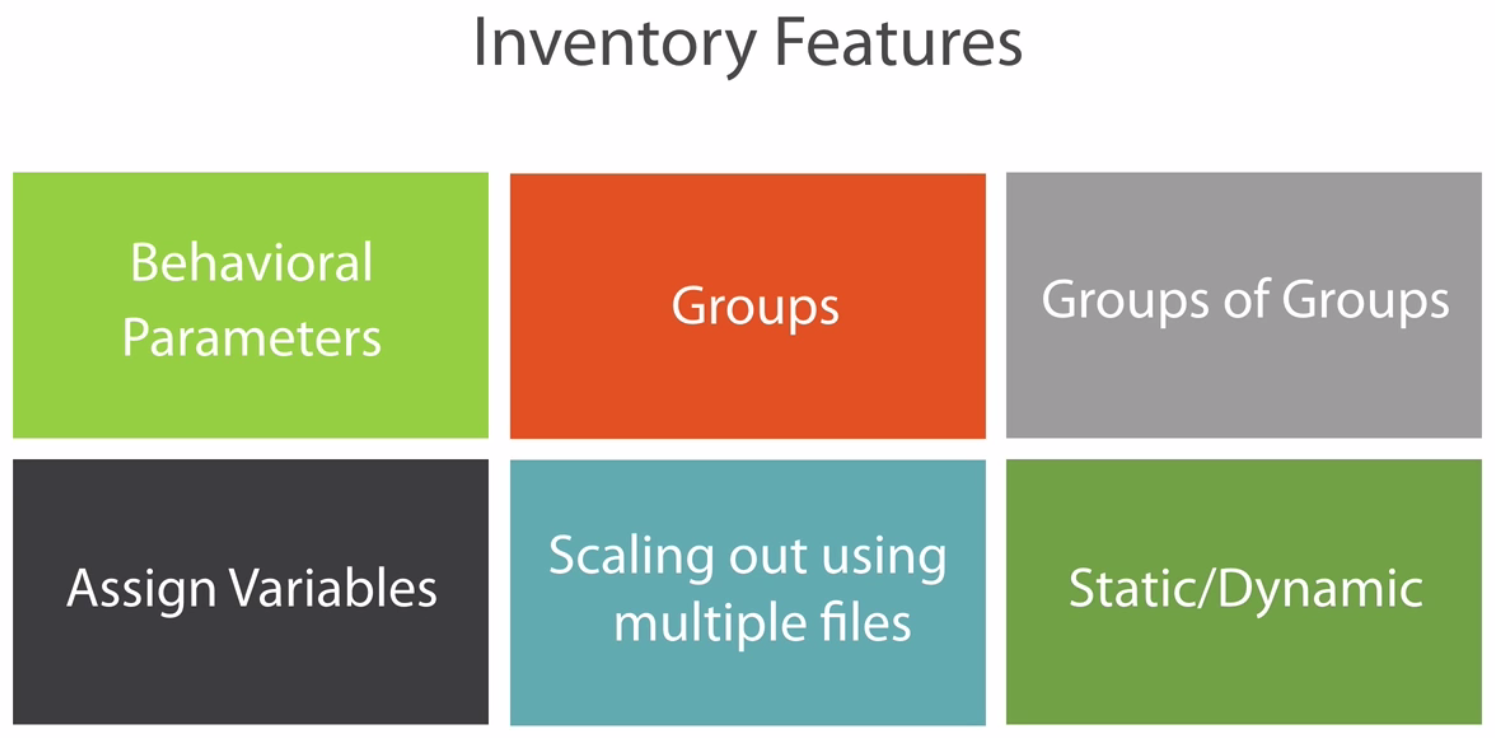 Inventory Features
Behavioral
Parameters
Groups
Groups of Groups
Assign Variables
Scaling out using
multiple files
Static/Dynamic